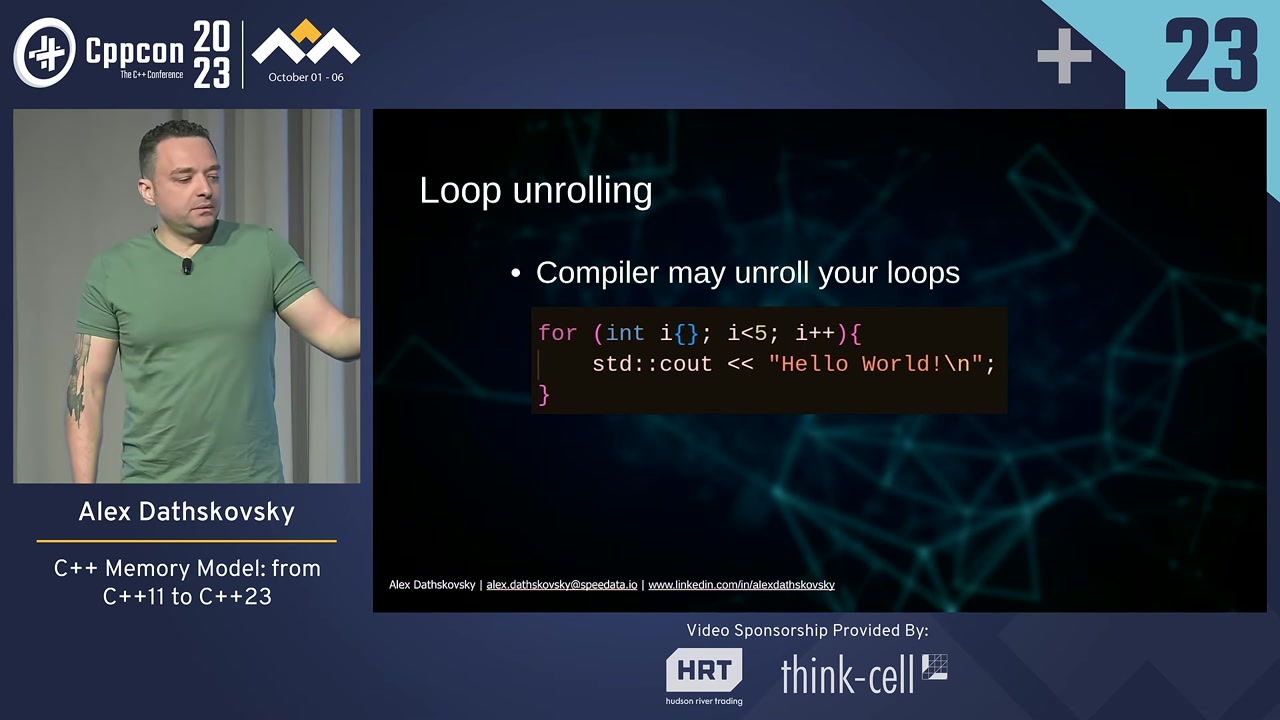 Cppcon
The C++ Conference
20
23
October 01 - 06
23
Loop unrolling
• Compiler may unroll your loops
for (int i{}; i<5; i++){
    std::cout << "Hello World!\n";
}
Alex Dathskovsky | alex.dathskovsky@speedata.io | www.linkedin.com/in/alexdathskovsky
Alex Dathskovsky
C++ Memory Model: from
C++11 to C++23
Video Sponsorship Provided By:
HRT
hudson river trading
think-cell